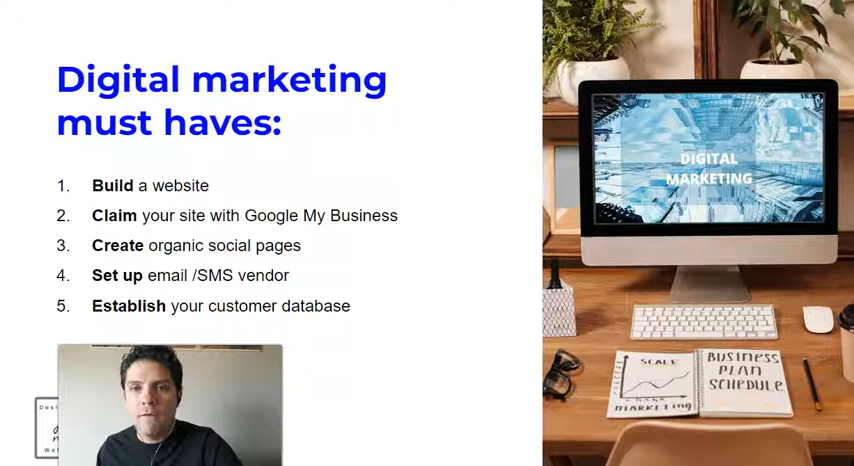 Digital marketing
must haves:
1. Build a website
2. Claim your site with Google My Business
3. Create organic social pages
4. Set up email /SMS vendor
5. Establish your customer database
DIGITAL
MARKETING
SCALE
MARKETING
BUSINESS
PLAN
SCHEDULE